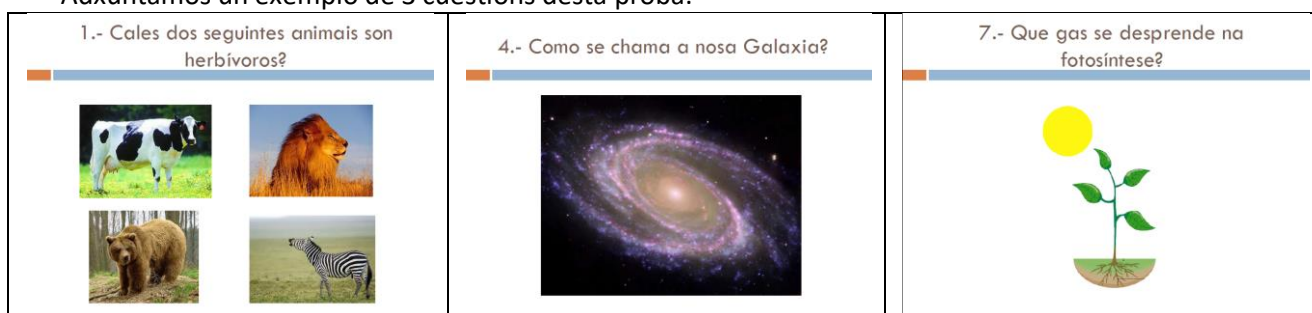 Adxuntamos un exemplo de 3 cuestións desta proba:
1.- Cales dos seguintes animais son
herbívoros?
4.- Como se chama a nosa Galaxia?
7.- Que gas se desprende na
fotosíntese?